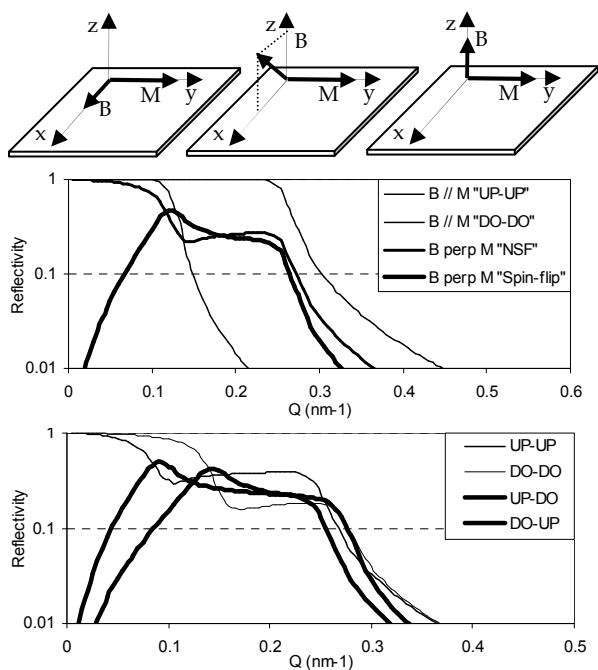 z B M y x
z B M y x
z B M y x
1
0.1
0.01
Reflectivity
B // M "UP-UP"
B // M "DO-DO"
B perp M "NSF"
B perp M "Spin-flip"
0 0.1 0.2 0.3 0.4 0.5 0.6
Q (nm-1)
1
0.1
0.01
Reflectivity
UP-UP
DO-DO
UP-DO
DO-UP
0 0.1 0.2 0.3 0.4 0.5
Q (nm-1)